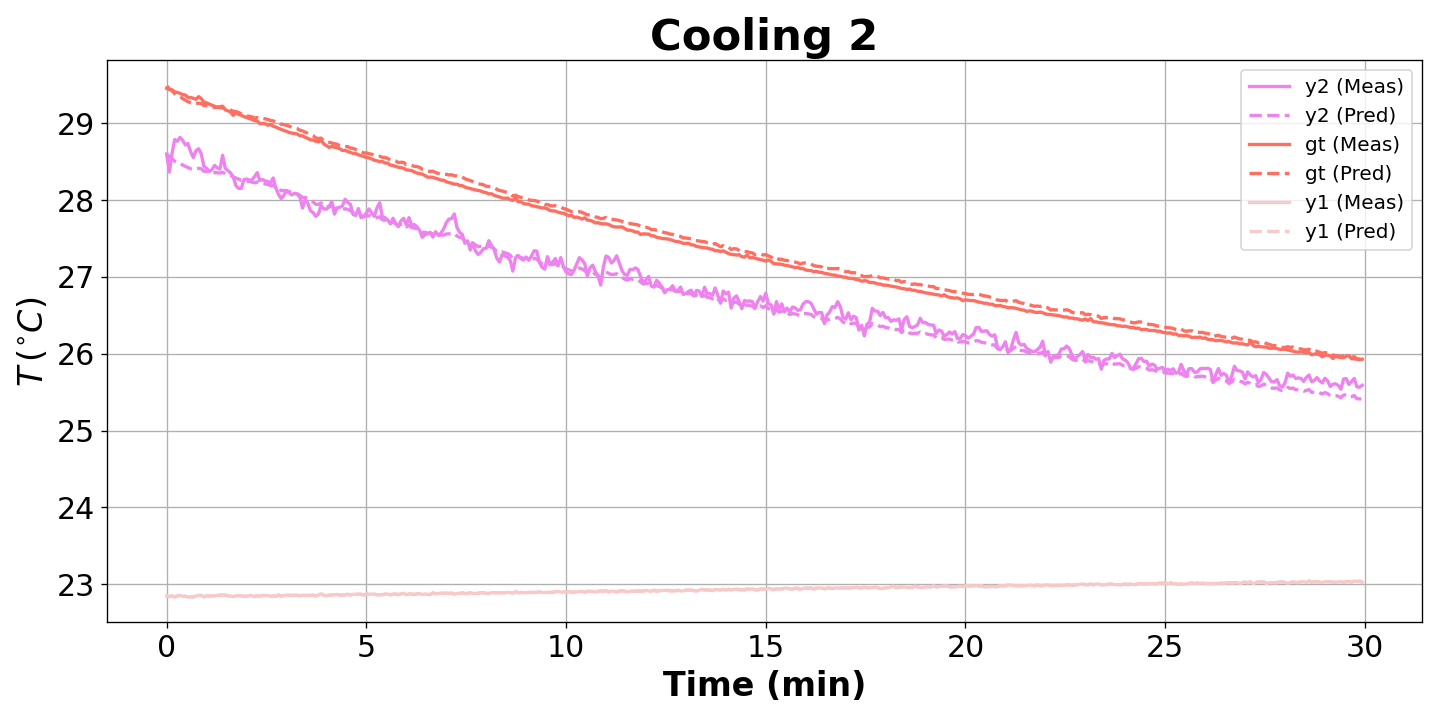 Cooling 2
y2 (Meas)
y2 (Pred)
gt (Meas)
gt (Pred)
y1 (Meas)
y1 (Pred)
T (°C)
29
28
27
26
25
24
23
0 5 10 15 20 25 30
Time (min)